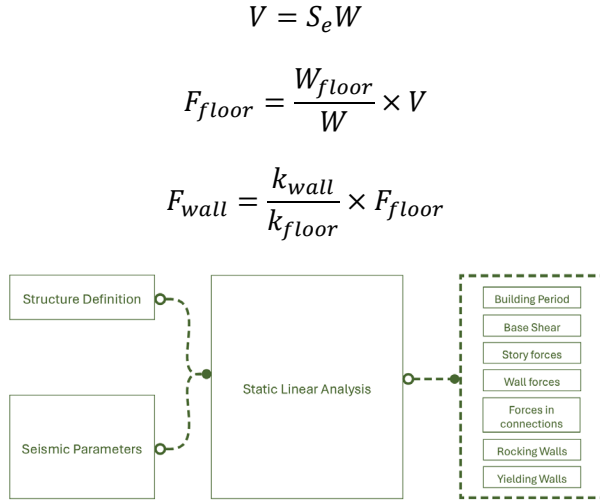 V = S_e W
F_floor = W_floor / W × V
F_wall = k_wall / k_floor × F_floor
Structure Definition
Seismic Parameters
Static Linear Analysis
Building Period
Base Shear
Story forces
Wall forces
Forces in
connections
Rocking Walls
Yielding Walls